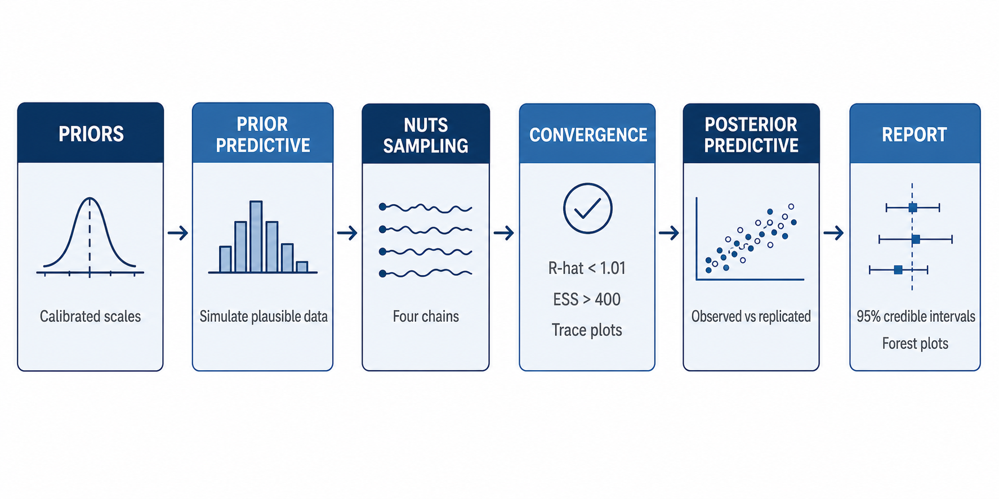 PRIORS
Calibrated scales
PRIOR
PREDICTIVE
Simulate plausible data
NUTS
SAMPLING
Four chains
CONVERGENCE
R-hat < 1.01
ESS > 400
Trace plots
POSTERIOR
PREDICTIVE
Observed vs replicated
REPORT
95% credible intervals
Forest plots